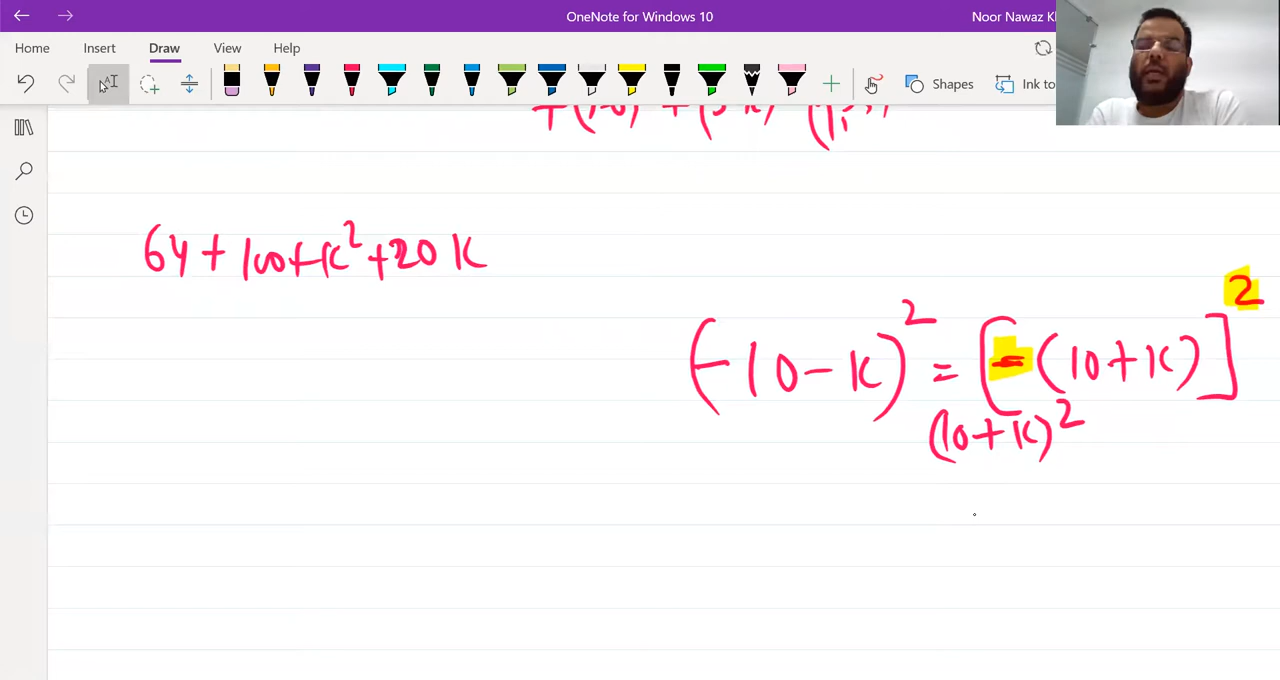 OneNote for Windows 10
Noor Nawaz Kh
Home Insert Draw View Help
Shapes Ink to
64 + 100 + K² + 20 K
(-10 - K)² = [-(10 + K)]²
(10 + K)²